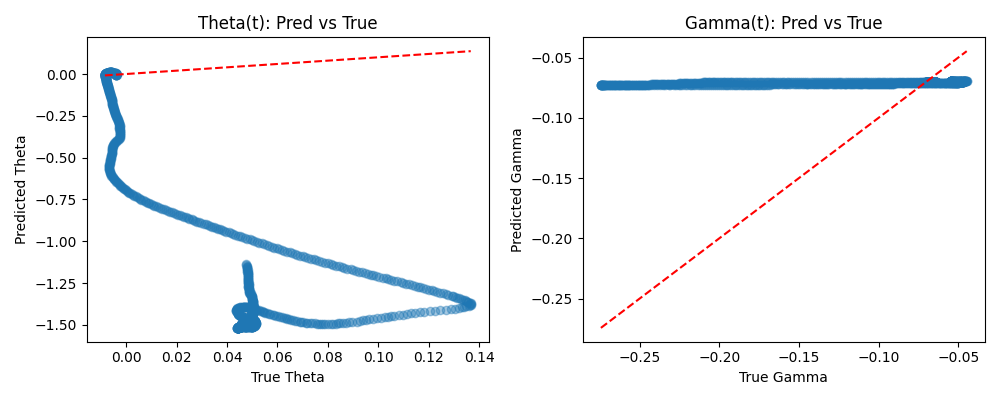 Theta(t): Pred vs True
Gamma(t): Pred vs True
Predicted Theta
0.00
−0.25
−0.50
−0.75
−1.00
−1.25
−1.50
0.00 0.02 0.04 0.06 0.08 0.10 0.12 0.14
True Theta
Predicted Gamma
−0.05
−0.10
−0.15
−0.20
−0.25
−0.25 −0.20 −0.15 −0.10 −0.05
True Gamma